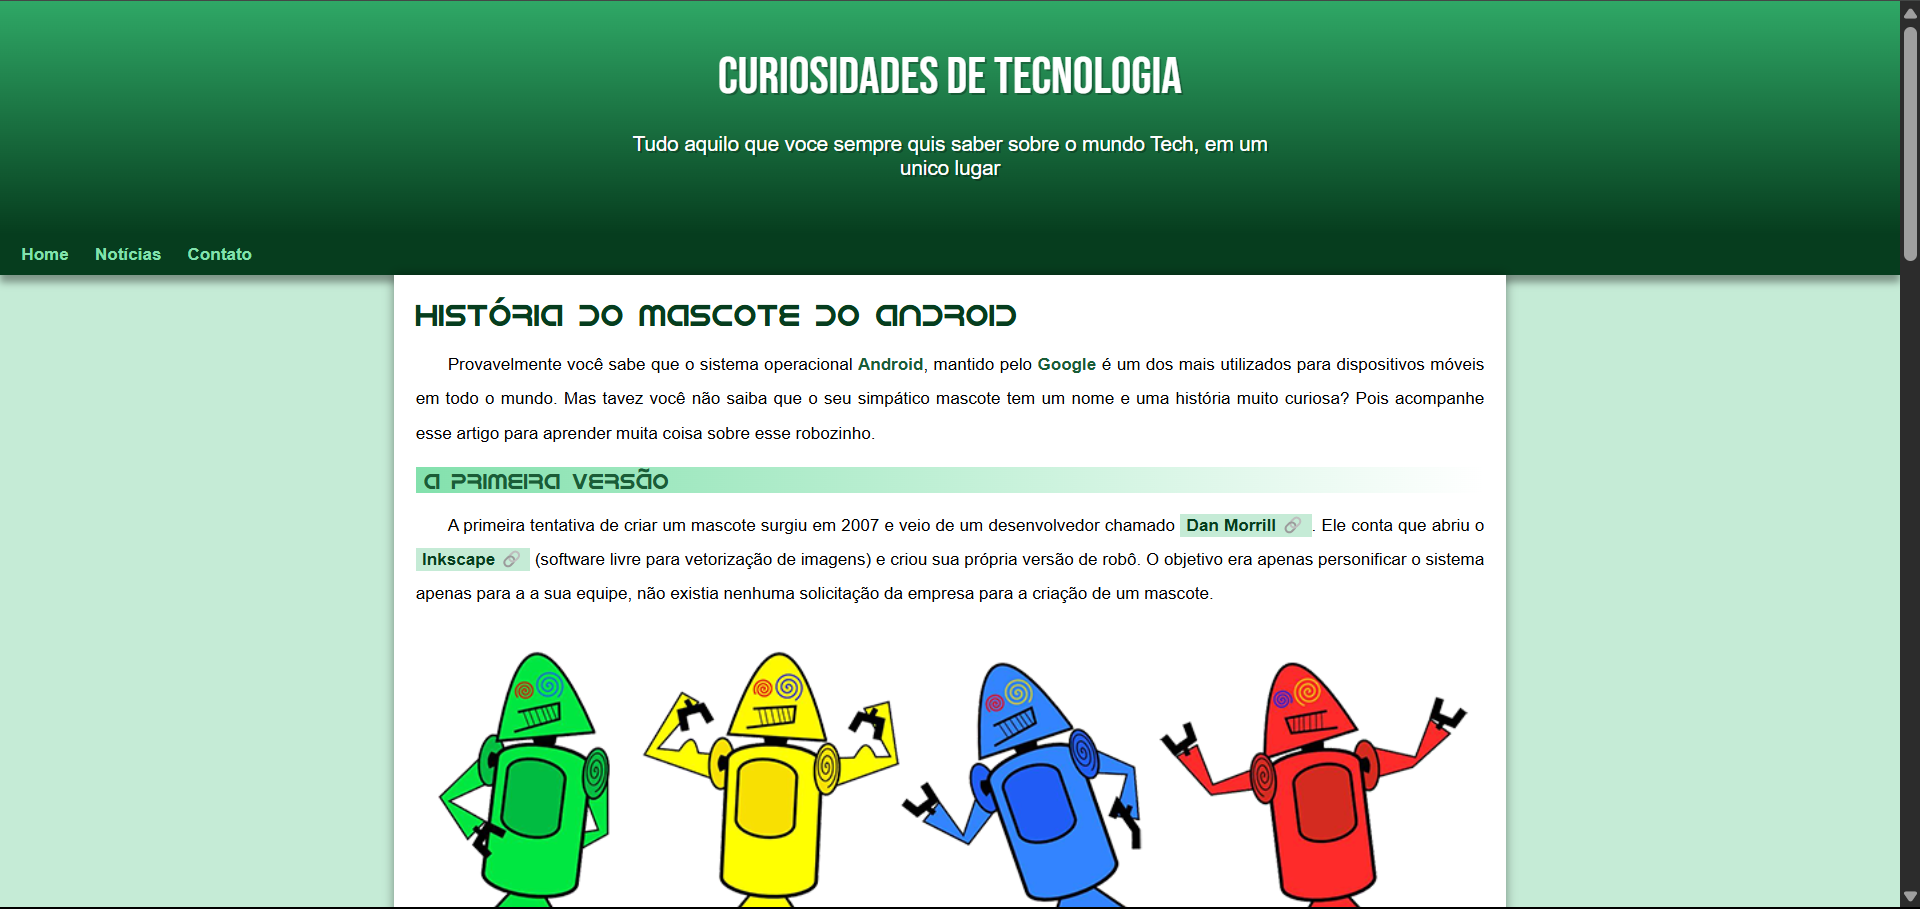 CURIOSIDADES DE TECNOLOGIA
Tudo aquilo que voce sempre quis saber sobre o mundo Tech, em um
unico lugar
Home Notícias Contato
HISTÓRIA DO MASCOTE DO ANDROID
Provavelmente você sabe que o sistema operacional Android, mantido pelo Google é um dos mais utilizados para dispositivos móveis
em todo o mundo. Mas tavez você não saiba que o seu simpático mascote tem um nome e uma história muito curiosa? Pois acompanhe
esse artigo para aprender muita coisa sobre esse robozinho.
A PRIMEIRA VERSÃO
A primeira tentativa de criar um mascote surgiu em 2007 e veio de um desenvolvedor chamado Dan Morrill 🔗. Ele conta que abriu o
Inkscape 🔗 (software livre para vetorização de imagens) e criou sua própria versão de robô. O objetivo era apenas personificar o sistema
apenas para a a sua equipe, não existia nenhuma solicitação da empresa para a criação de um mascote.